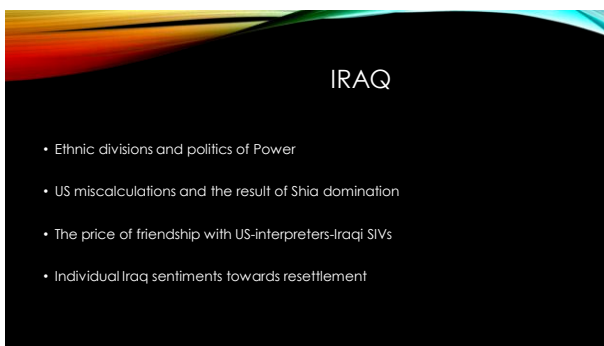 IRAQ
• Ethnic divisions and politics of Power
• US miscalculations and the result of Shia domination
• The price of friendship with US-interpreters-Iraqi SIVs
• Individual Iraq sentiments towards resettlement